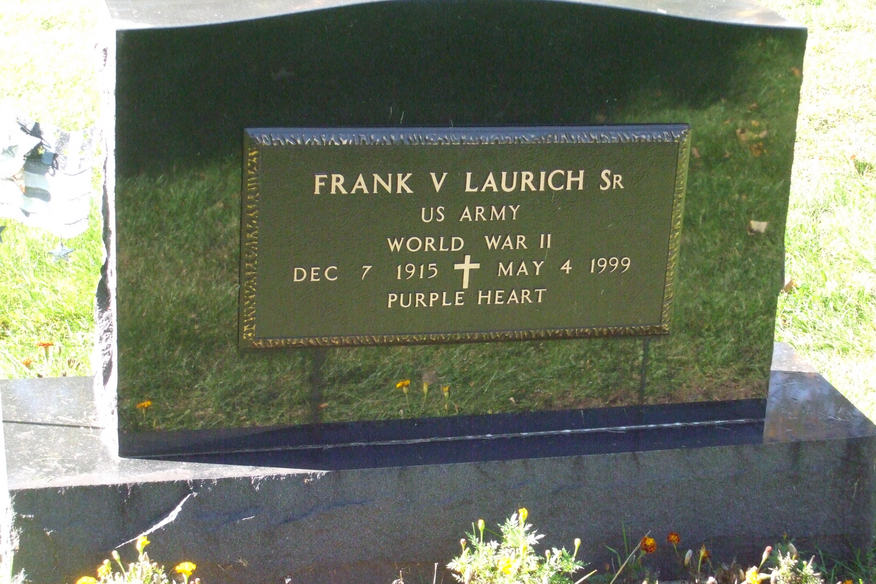 FRANK V LAURICH SR
US ARMY
WORLD WAR II
DEC 7 1915 MAY 4 1999
PURPLE HEART